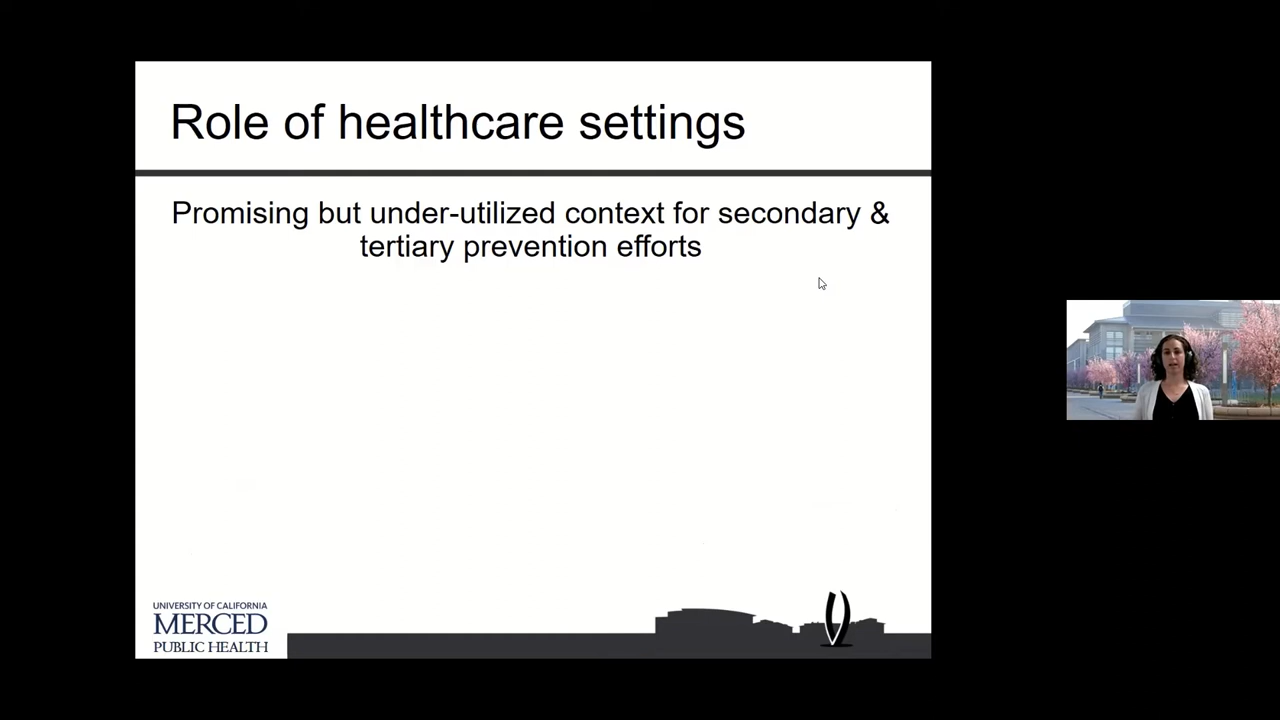 Role of healthcare settings
Promising but under-utilized context for secondary &
tertiary prevention efforts
UNIVERSITY OF CALIFORNIA
MERCED
PUBLIC HEALTH